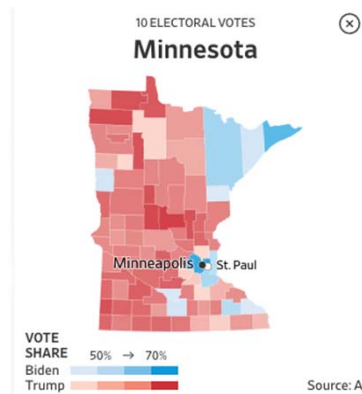 10 ELECTORAL VOTES
Minnesota
Minneapolis St. Paul
VOTE
SHARE 50% → 70%
Biden
Trump
Source: A